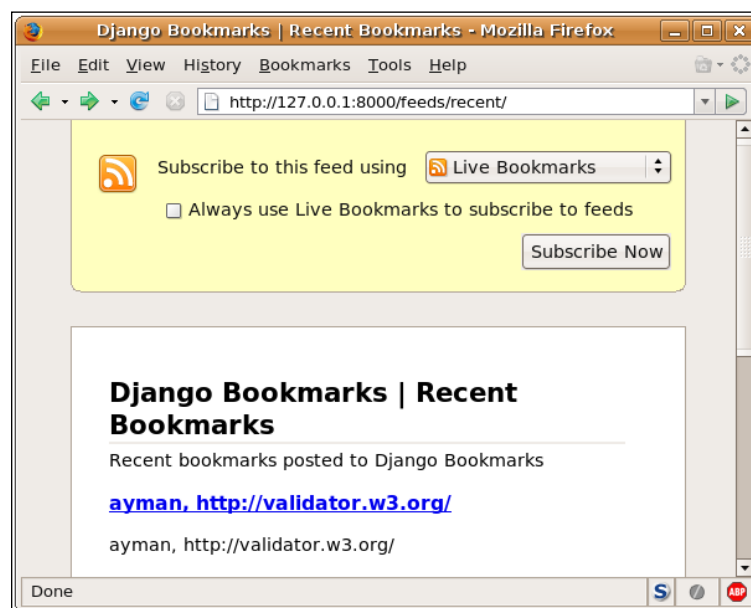 Django Bookmarks | Recent Bookmarks - Mozilla Firefox
File Edit View History Bookmarks Tools Help
http://127.0.0.1:8000/feeds/recent/
Subscribe to this feed using Live Bookmarks
Always use Live Bookmarks to subscribe to feeds
Subscribe Now
Django Bookmarks | Recent
Bookmarks
Recent bookmarks posted to Django Bookmarks
ayman, http://validator.w3.org/
ayman, http://validator.w3.org/
Done S ABP